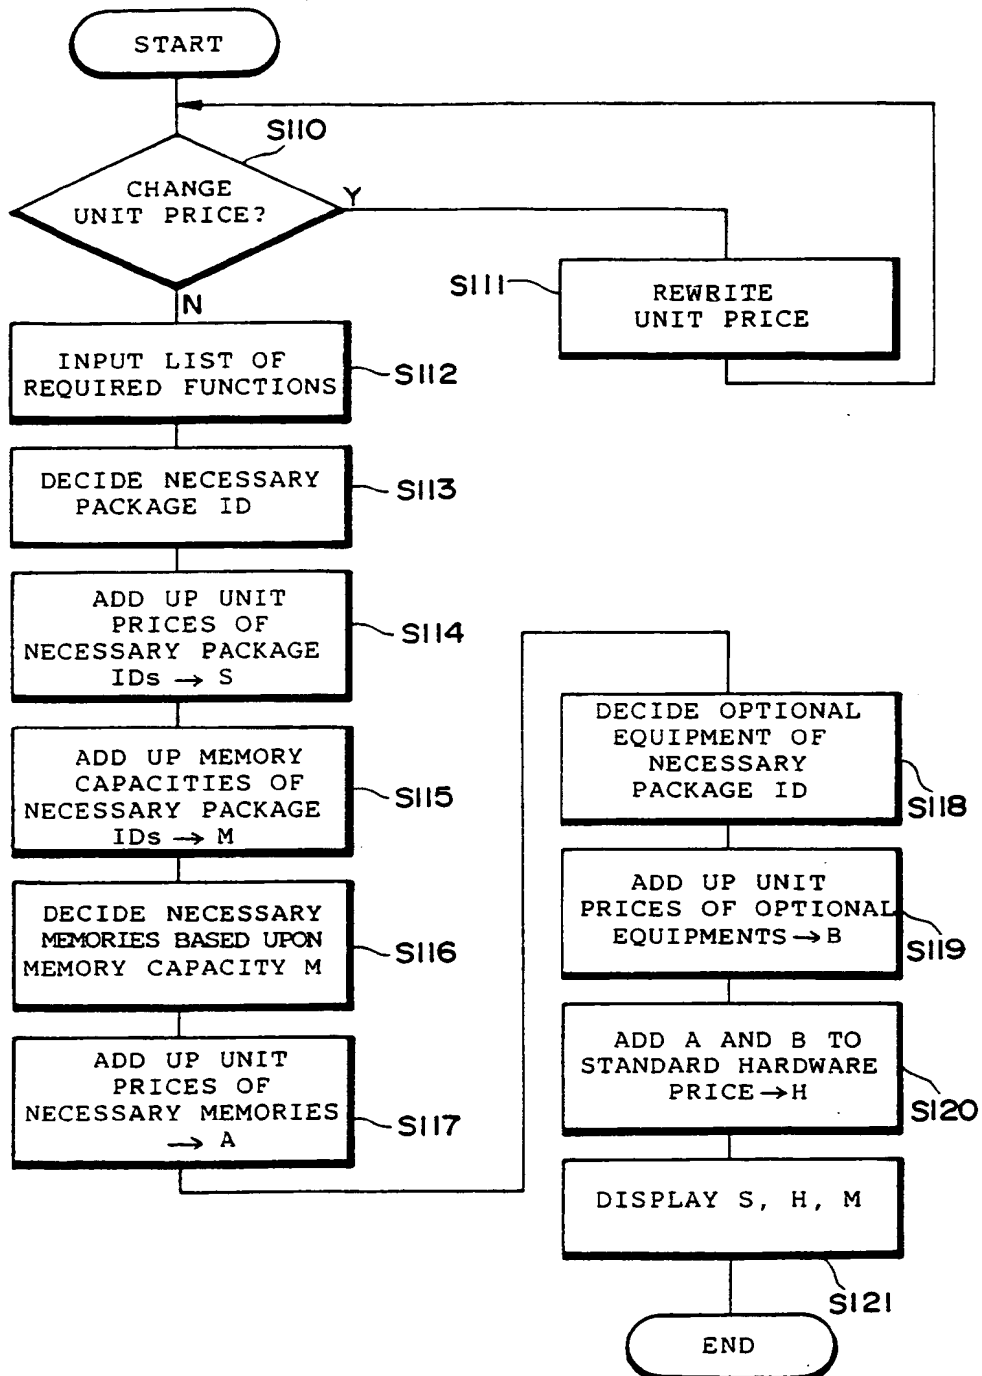 START
S110
CHANGE
UNIT PRICE?
Y
N
S111
REWRITE
UNIT PRICE
INPUT LIST OF
REQUIRED FUNCTIONS
S112
DECIDE NECESSARY
PACKAGE ID
S113
ADD UP UNIT
PRICES OF
NECESSARY PACKAGE
IDs → S
S114
ADD UP MEMORY
CAPACITIES OF
NECESSARY PACKAGE
IDs → M
S115
DECIDE NECESSARY
MEMORIES BASED UPON
MEMORY CAPACITY M
S116
ADD UP UNIT
PRICES OF
NECESSARY MEMORIES
→ A
S117
DECIDE OPTIONAL
EQUIPMENT OF
NECESSARY
PACKAGE ID
S118
ADD UP UNIT
PRICES OF OPTIONAL
EQUIPMENTS → B
S119
ADD A AND B TO
STANDARD HARDWARE
PRICE → H
S120
DISPLAY S, H, M
S121
END